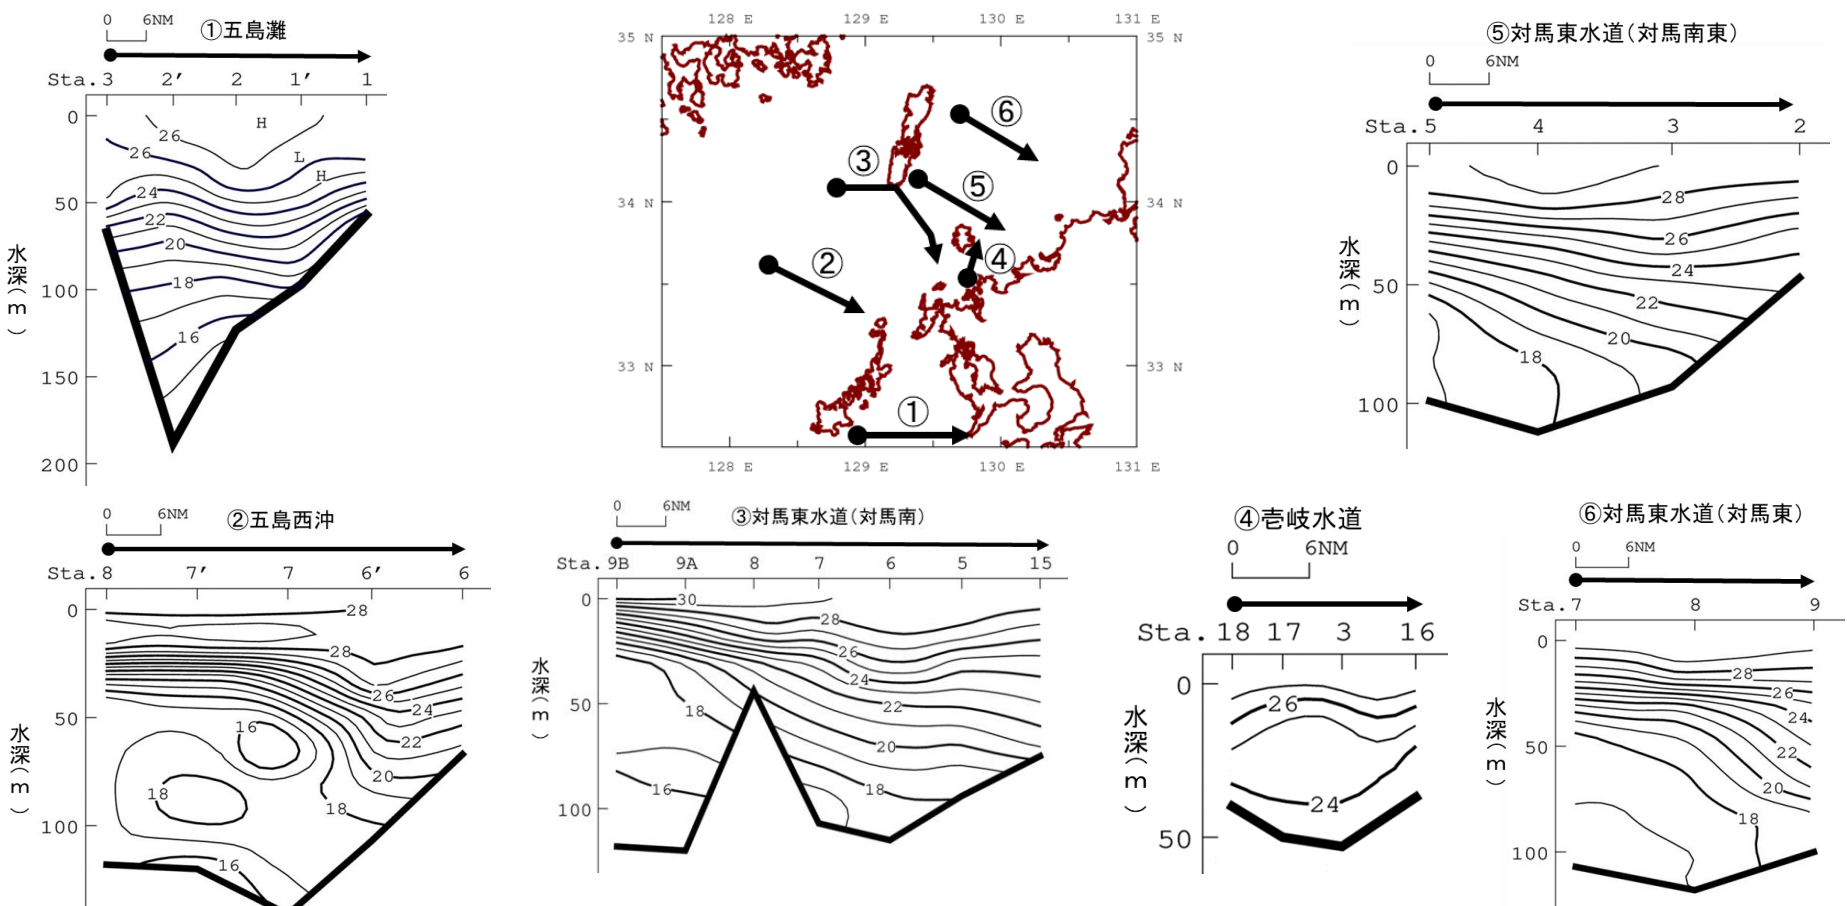 ①五島灘
0 6NM
Sta.3 2′ 2 1′ 1
0
50
100
150
200
水深(m)
26
H
26
L
H
24
22
20
18
16
128 E 129 E 130 E 131 E
35 N 35 N
34 N 34 N
33 N 33 N
128 E 129 E 130 E 131 E
⑥
③
⑤
④
②
①
⑤対馬東水道(対馬南東)
0 6NM
Sta.5 4 3 2
0
50
100
水深(m)
28
26
24
22
20
18
②五島西沖
0 6NM
Sta.8 7′ 7 6′ 6
0
50
100
水深(m)
28
28
26
24
16
22
20
18
18
16
③対馬東水道(対馬南)
0 6NM
Sta.9B 9A 8 7 6 5 15
0
50
100
水深(m)
30
28
26
24
22
18
20
18
16
④壱岐水道
0 6NM
Sta.18 17 3 16
0
50
水深(m)
26
24
⑥対馬東水道(対馬東)
0 6NM
Sta.7 8 9
0
50
100
水深(m)
28
26
24
22
20
18